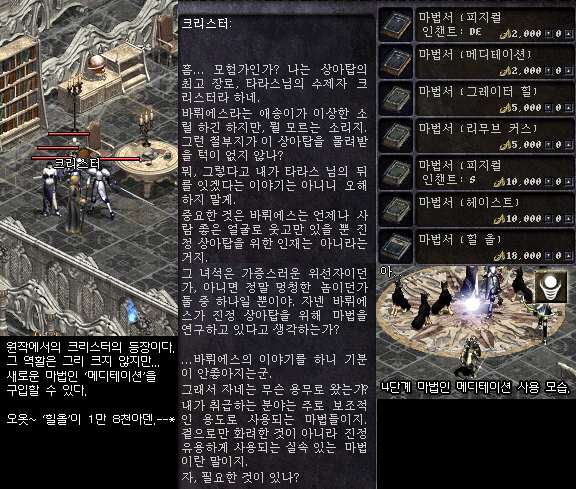 크리스터
원작에서의 크리스터의 등장이다.
그 역할은 그리 크지 않지만...
새로운 마법인 '메디테이션'을
구입할 수 있다.
오옷~ '힐올'이 1만 8천아덴.--*
크리스터:
흠... 모험가인가? 나는 상아탑의
최고 장로, 타라스님의 수제자 크
리스터라 하네.
바뤼에스라는 애송이가 이상한 소
릴 하긴 하지만, 뭘 모르는 소리지.
그런 철부지가 이 상아탑을 물려받
을 턱이 없지 않나?
뭐, 그렇다고 내가 타라스 님의 뒤
를 잇겠다는 이야기는 아니니 오해
하지 말게.
중요한 것은 바뤼에스는 언제나 사
람 좋은 얼굴로 웃고만 있을 뿐 진
정 상아탑을 위한 인재는 아니라는
거지.
그 녀석은 가증스러운 위선자이던
가, 아니면 정말 멍청한 놈이던가
둘 중 하나일 뿐이야. 자넨 바뤼에
스가 진정 상아탑을 위해 마법을
연구하고 있다고 생각하는가?
...바뤼에스의 이야기를 하니 기분
이 안좋아지는군.
그래서 자네는 무슨 용무로 왔는가?
내가 취급하는 분야는 주로 보조적
인 용도로 사용되는 마법들이지.
겉으로만 화려한 것이 아니라 진정
유용하게 사용되는 실속 있는 마법
이란 말이지.
자, 필요한 것이 있나?
마법서 (피지컬
인챈트: DE
2,000 0
마법서 (메디테이션)
2,000 0
마법서 (그레이터 힐)
5,000 0
마법서 (리무브 커스)
5,000 0
마법서 (피지컬
인챈트: S
10,000 0
마법서 (헤이스트)
10,000 0
마법서 (힐 올)
18,000 0
아...
4단계 마법인 메디테이션 사용 모습.